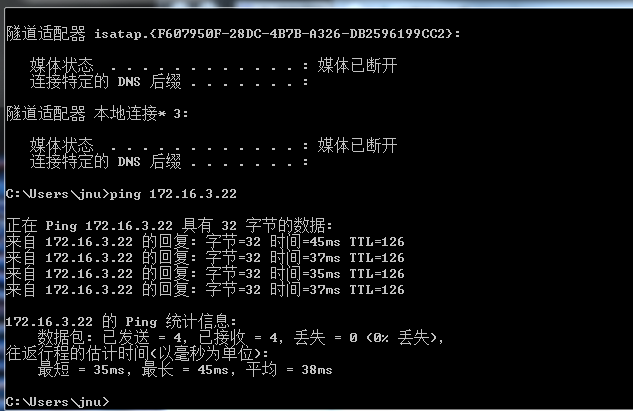 隧道适配器 isatap.{F607950F-28DC-4B7B-A326-DB2596199CC2}:
媒体状态 . . . . . . . . . . . . : 媒体已断开
连接特定的 DNS 后缀 . . . . . . . :
隧道适配器 本地连接* 3:
媒体状态 . . . . . . . . . . . . : 媒体已断开
连接特定的 DNS 后缀 . . . . . . . :
C:\Users\jnu>ping 172.16.3.22
正在 Ping 172.16.3.22 具有 32 字节的数据:
来自 172.16.3.22 的回复: 字节=32 时间=45ms TTL=126
来自 172.16.3.22 的回复: 字节=32 时间=37ms TTL=126
来自 172.16.3.22 的回复: 字节=32 时间=35ms TTL=126
来自 172.16.3.22 的回复: 字节=32 时间=37ms TTL=126
172.16.3.22 的 Ping 统计信息:
数据包: 已发送 = 4, 已接收 = 4, 丢失 = 0 (0% 丢失),
往返行程的估计时间(以毫秒为单位):
最短 = 35ms, 最长 = 45ms, 平均 = 38ms
C:\Users\jnu>